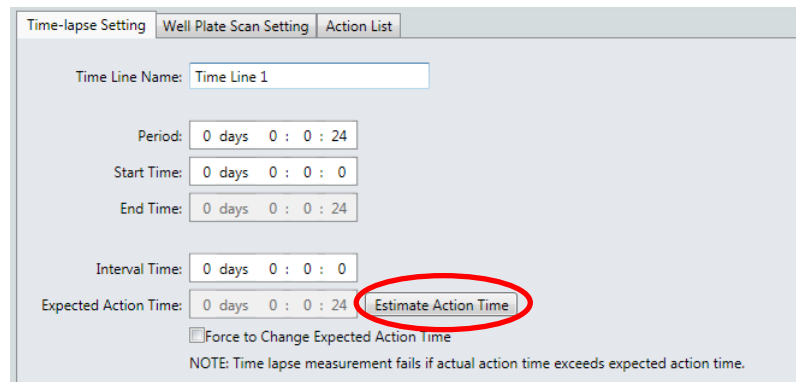 Time-lapse Setting Well Plate Scan Setting Action List
Time Line Name: Time Line 1
Period: 0 days 0 : 0 : 24
Start Time: 0 days 0 : 0 : 0
End Time: 0 days 0 : 0 : 24
Interval Time: 0 days 0 : 0 : 0
Expected Action Time: 0 days 0 : 0 : 24 Estimate Action Time
Force to Change Expected Action Time
NOTE: Time lapse measurement fails if actual action time exceeds expected action time.